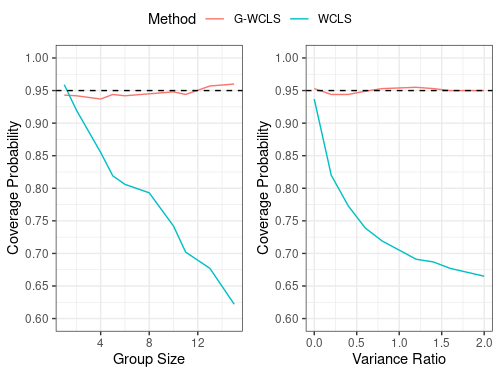 Method G-WCLS WCLS
1.00 1.00
0.95 0.95
0.90 0.90
0.85 0.85
0.80 0.80
0.75 0.75
0.70 0.70
0.65 0.65
0.60 0.60
Coverage Probability Coverage Probability
4 8 12 0.0 0.5 1.0 1.5 2.0
Group Size Variance Ratio